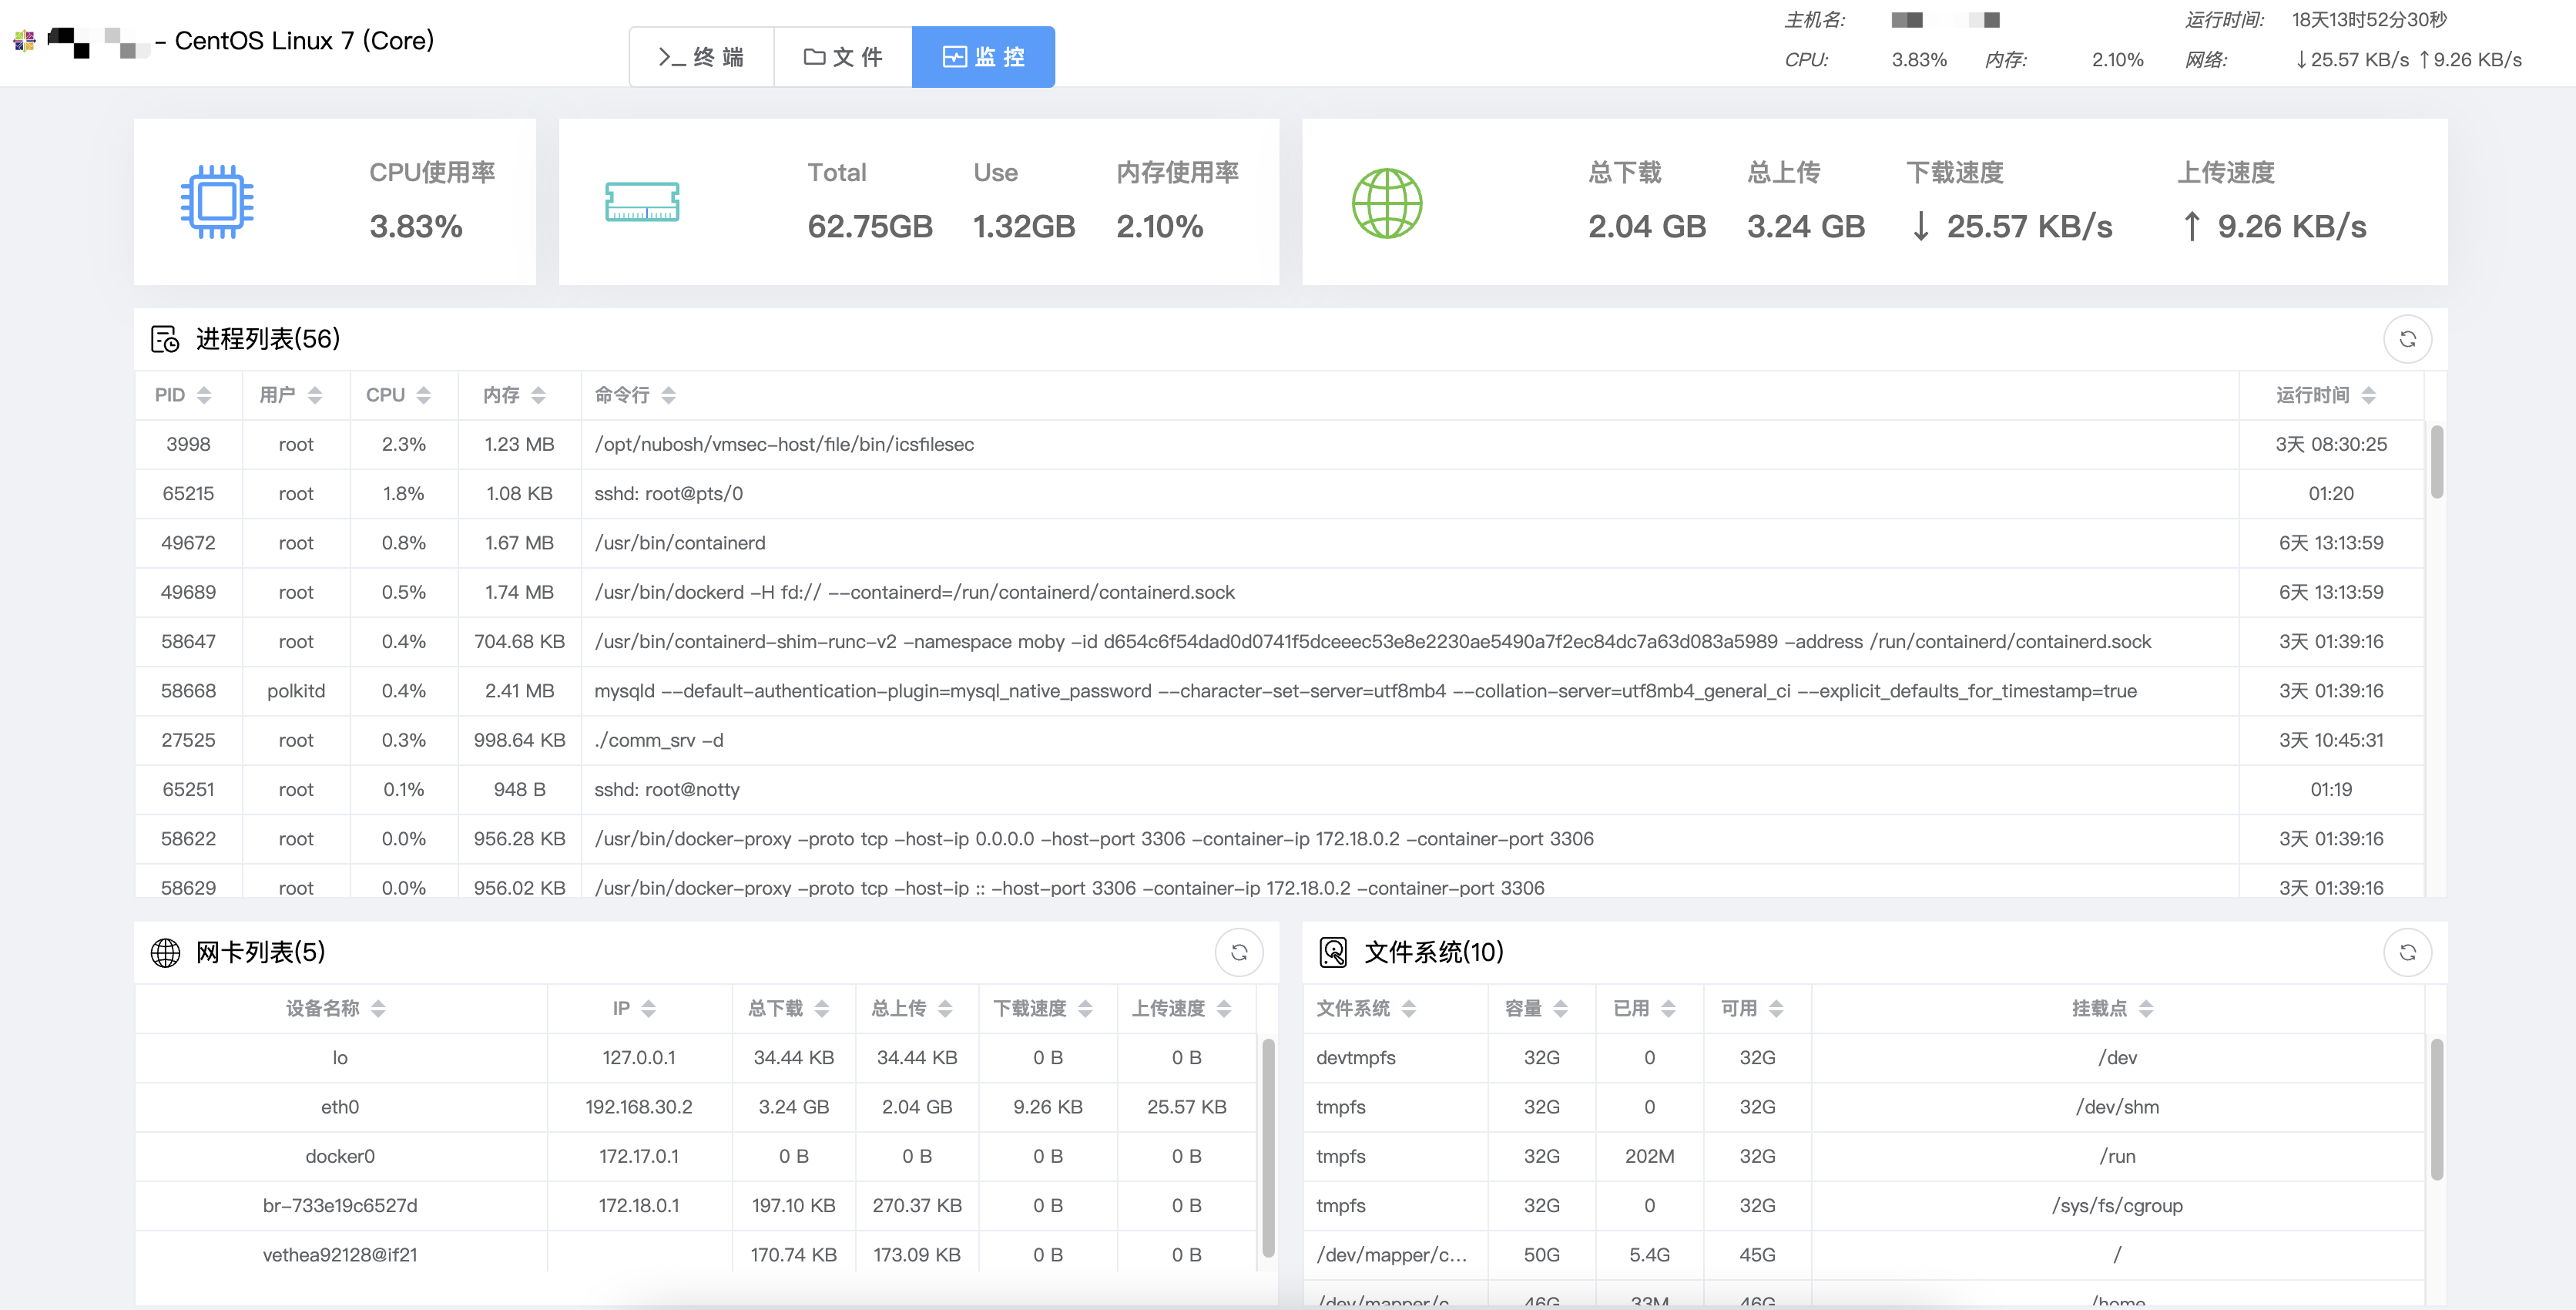 - CentOS Linux 7 (Core)
终端 文件 监控
主机名: 运行时间: 18天13时52分30秒
CPU: 3.83% 内存: 2.10% 网络: ↓25.57 KB/s ↑9.26 KB/s
CPU使用率
3.83%
Total Use 内存使用率
62.75GB 1.32GB 2.10%
总下载 总上传 下载速度 上传速度
2.04 GB 3.24 GB ↓ 25.57 KB/s ↑ 9.26 KB/s
进程列表(56)
PID 用户 CPU 内存 命令行 运行时间
3998 root 2.3% 1.23 MB /opt/nubosh/vmsec-host/file/bin/icsfilesec 3天 08:30:25
65215 root 1.8% 1.08 KB sshd: root@pts/0 01:20
49672 root 0.8% 1.67 MB /usr/bin/containerd 6天 13:13:59
49689 root 0.5% 1.74 MB /usr/bin/dockerd -H fd:// --containerd=/run/containerd/containerd.sock 6天 13:13:59
58647 root 0.4% 704.68 KB /usr/bin/containerd-shim-runc-v2 -namespace moby -id d654c6f54dad0d0741f5dceeec53e8e2230ae5490a7f2ec84dc7a63d083a5989 -address /run/containerd/containerd.sock 3天 01:39:16
58668 polkitd 0.4% 2.41 MB mysqld --default-authentication-plugin=mysql_native_password --character-set-server=utf8mb4 --collation-server=utf8mb4_general_ci --explicit_defaults_for_timestamp=true 3天 01:39:16
27525 root 0.3% 998.64 KB ./comm_srv -d 3天 10:45:31
65251 root 0.1% 948 B sshd: root@notty 01:19
58622 root 0.0% 956.28 KB /usr/bin/docker-proxy -proto tcp -host-ip 0.0.0.0 -host-port 3306 -container-ip 172.18.0.2 -container-port 3306 3天 01:39:16
58629 root 0.0% 956.02 KB /usr/bin/docker-proxy -proto tcp -host-ip :: -host-port 3306 -container-ip 172.18.0.2 -container-port 3306 3天 01:39:16
网卡列表(5)
设备名称 IP 总下载 总上传 下载速度 上传速度
lo 127.0.0.1 34.44 KB 34.44 KB 0 B 0 B
eth0 192.168.30.2 3.24 GB 2.04 GB 9.26 KB 25.57 KB
docker0 172.17.0.1 0 B 0 B 0 B 0 B
br-733e19c6527d 172.18.0.1 197.10 KB 270.37 KB 0 B 0 B
vethea92128@if21 170.74 KB 173.09 KB 0 B 0 B
文件系统(10)
文件系统 容量 已用 可用 挂载点
devtmpfs 32G 0 32G /dev
tmpfs 32G 0 32G /dev/shm
tmpfs 32G 202M 32G /run
tmpfs 32G 0 32G /sys/fs/cgroup
/dev/mapper/c... 50G 5.4G 45G /
/dev/mapper/c... 46G 33M 46G /home